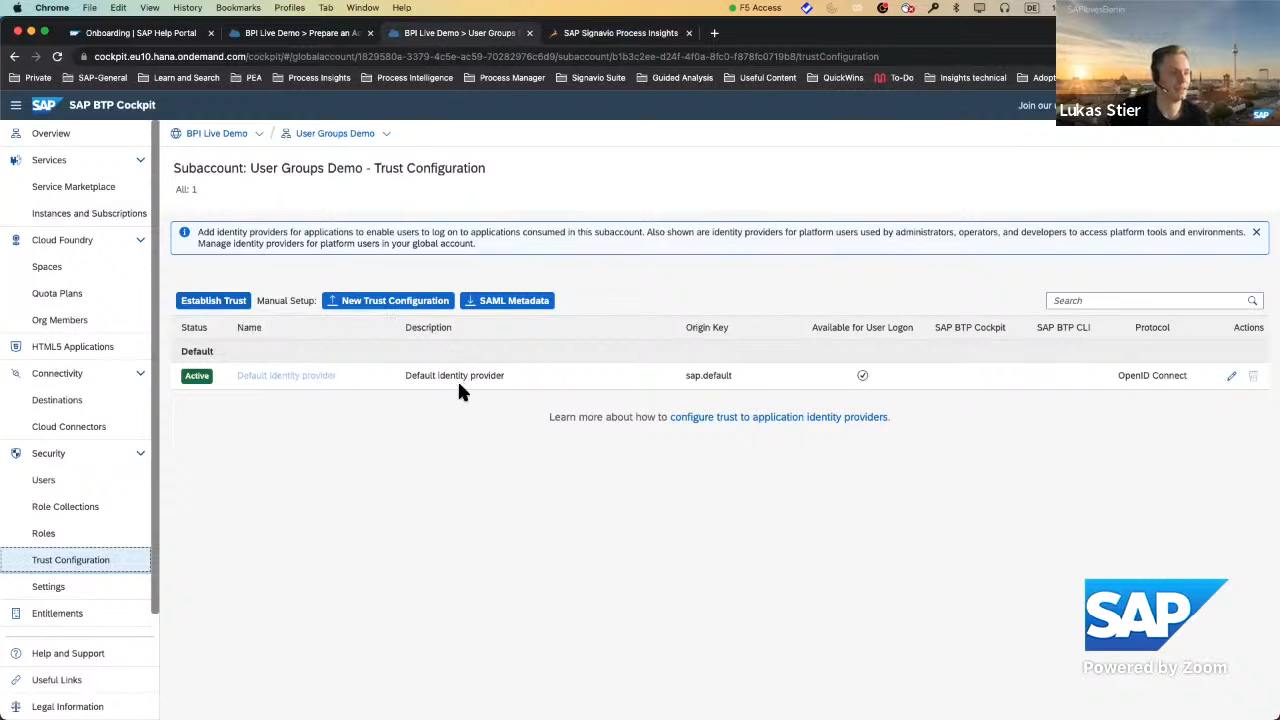 Chrome File Edit View History Bookmarks Profiles Tab Window Help
F5 Access
DE
Onboarding | SAP Help Portal
BPI Live Demo > Prepare an Ac
BPI Live Demo > User Groups
SAP Signavio Process Insights
cockpit.eu10.hana.ondemand.com/cockpit/#/globalaccount/1829580a-3379-4c5e-ac59-70282976c6d9/subaccount/b1b3c2ee-d24f-4f0a-8fc0-f878fc0719b8/trustConfiguration
Private SAP-General Learn and Search PEA Process Insights Process Intelligence Process Manager Signavio Suite Guided Analysis Useful Content QuickWins To-Do Insights technical Adopt
SAPlovesBerlin
Lukas Stier
SAP
SAP SAP BTP Cockpit
Join our
Overview
Services
Service Marketplace
Instances and Subscriptions
Cloud Foundry
Spaces
Quota Plans
Org Members
HTML5 Applications
Connectivity
Destinations
Cloud Connectors
Security
Users
Role Collections
Roles
Trust Configuration
Settings
Entitlements
Help and Support
Useful Links
Legal Information
BPI Live Demo / User Groups Demo
Subaccount: User Groups Demo - Trust Configuration
All: 1
Add identity providers for applications to enable users to log on to applications consumed in this subaccount. Also shown are identity providers for platform users used by administrators, operators, and developers to access platform tools and environments.
Manage identity providers for platform users in your global account.
Establish Trust Manual Setup: New Trust Configuration SAML Metadata
Search
Status Name Description Origin Key Available for User Logon SAP BTP Cockpit SAP BTP CLI Protocol Actions
Default
Active Default identity provider Default identity provider sap.default OpenID Connect
Learn more about how to configure trust to application identity providers.
SAP
Powered by Zoom